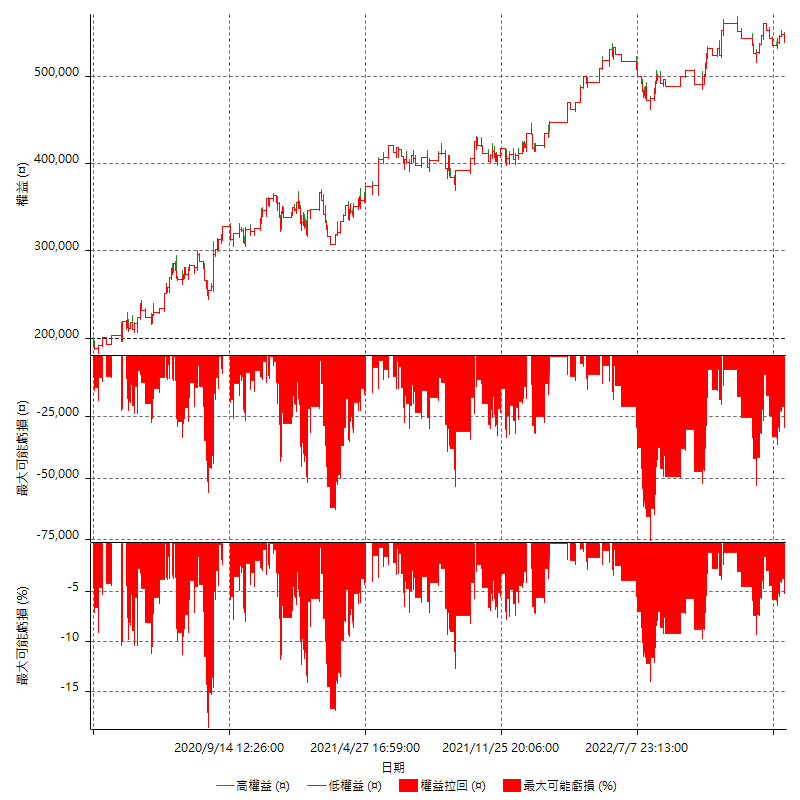 500,000
400,000
權益 (¤)
300,000
200,000
-25,000
最大可能虧損 (¤)
-50,000
-75,000
-5
最大可能虧損 (%)
-10
-15
2020/9/14 12:26:00 2021/4/27 16:59:00 2021/11/25 20:06:00 2022/7/7 23:13:00
日期
高權益 (¤) 低權益 (¤) 權益拉回 (¤) 最大可能虧損 (%)